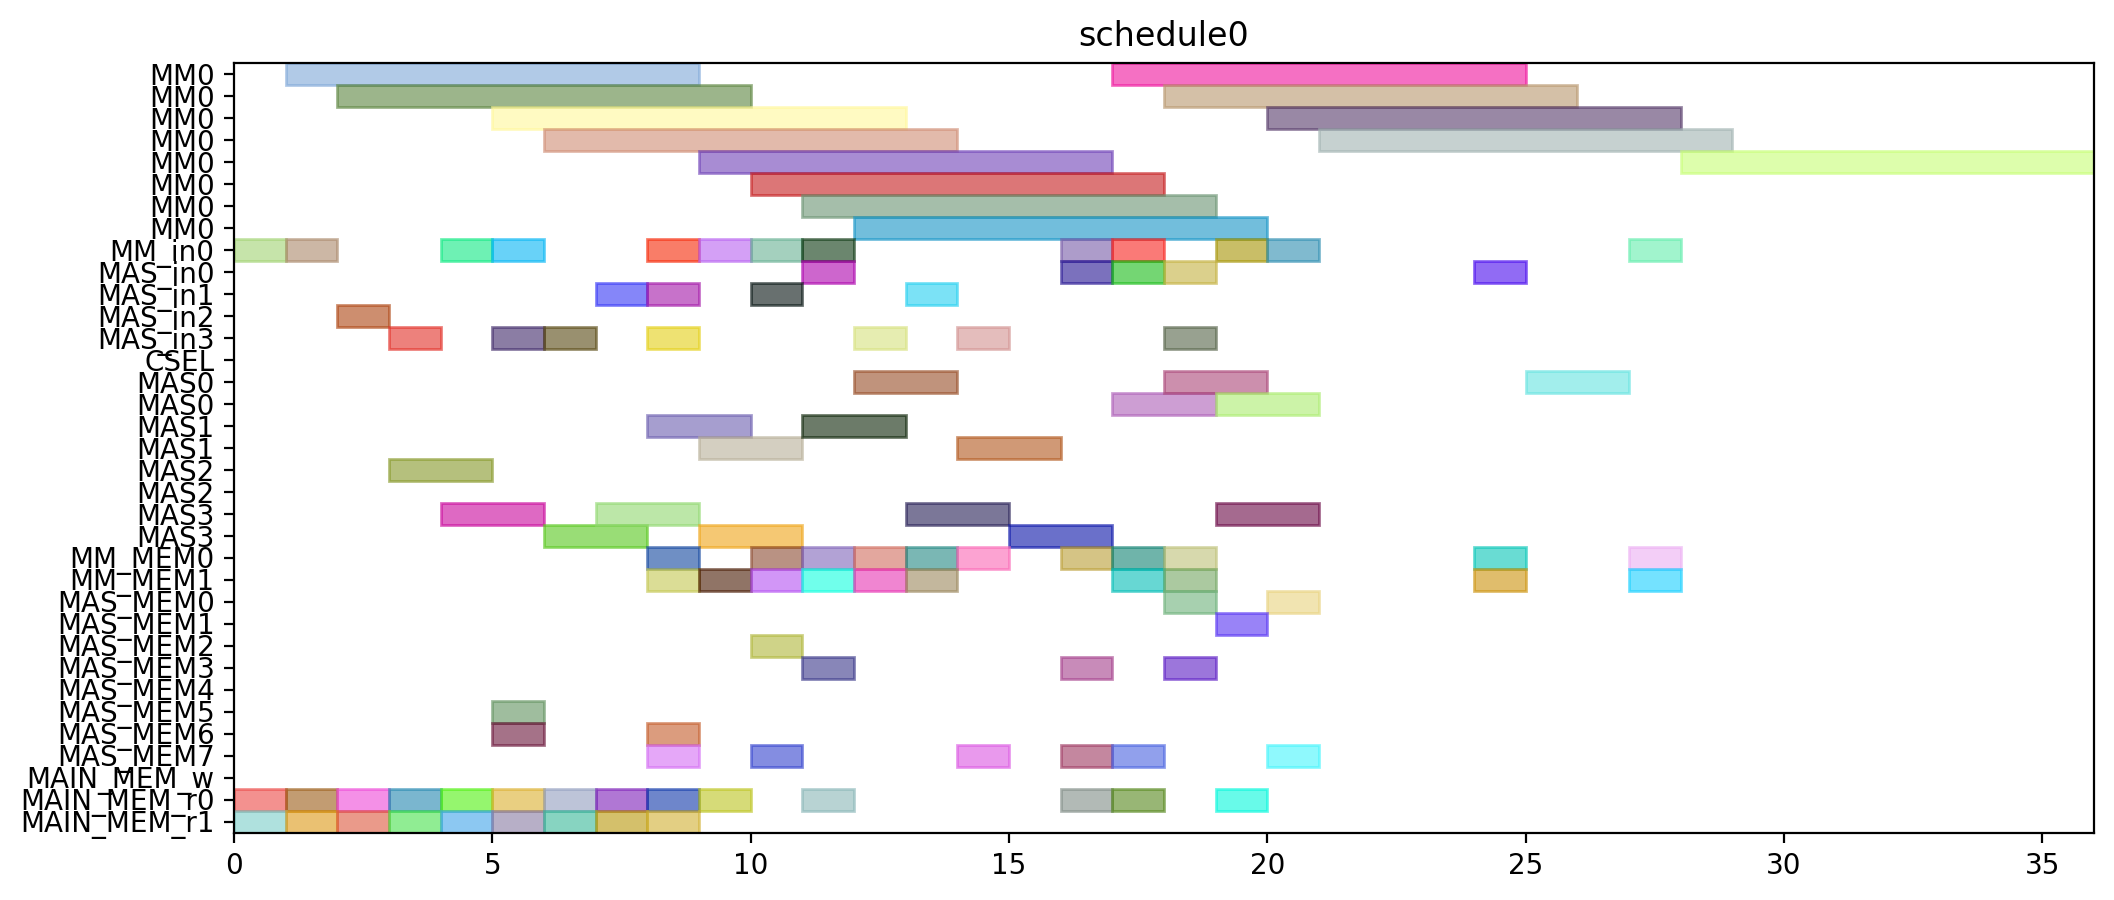 schedule0
MM0
MM0
MM0
MM0
MM0
MM0
MM0
MM0
MM_in0
MAS_in0
MAS_in1
MAS_in2
MAS_in3
CSEL
MAS0
MAS0
MAS1
MAS1
MAS2
MAS2
MAS3
MAS3
MM_MEM0
MM_MEM1
MAS_MEM0
MAS_MEM1
MAS_MEM2
MAS_MEM3
MAS_MEM4
MAS_MEM5
MAS_MEM6
MAS_MEM7
MAIN_MEM_w
MAIN_MEM_r0
MAIN_MEM_r1
0 5 10 15 20 25 30 35